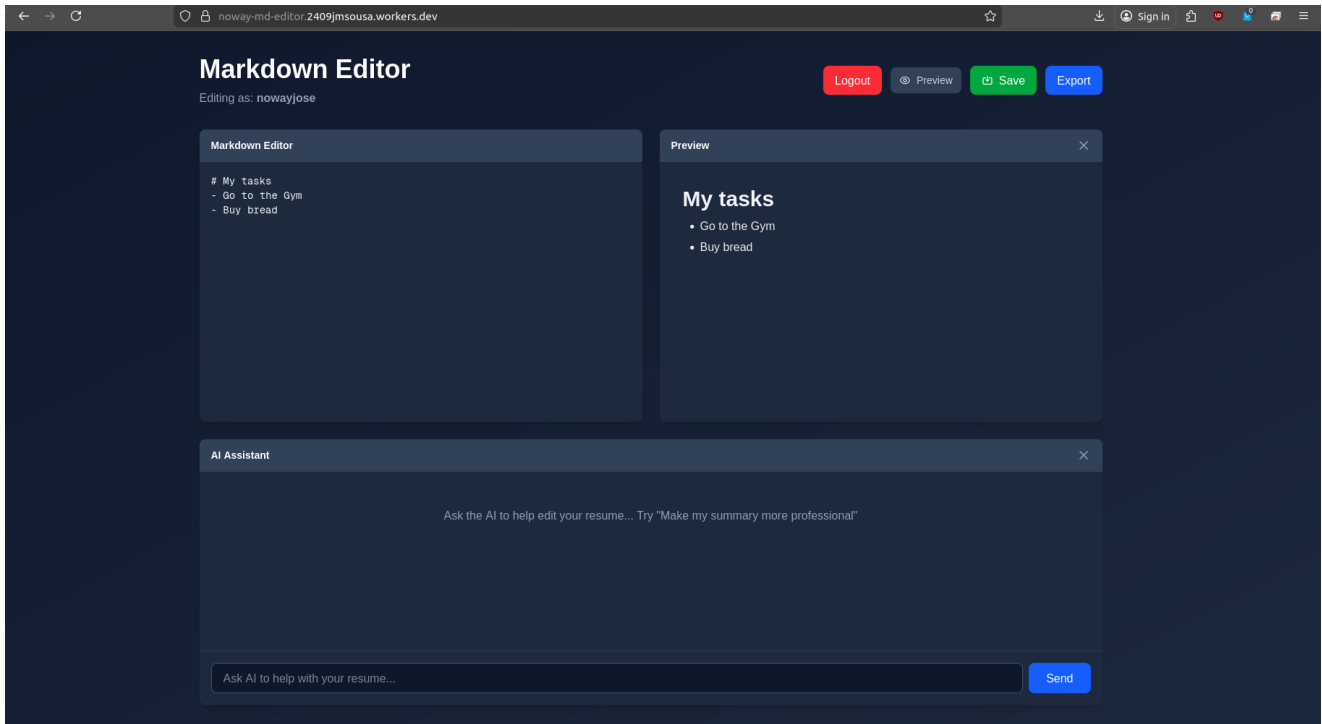 noway-md-editor.2409jmsousa.workers.dev
Sign in
0
Markdown Editor
Editing as: nowayjose
Logout
Preview
Save
Export
Markdown Editor
# My tasks
- Go to the Gym
- Buy bread
Preview
My tasks
• Go to the Gym
• Buy bread
AI Assistant
Ask the AI to help edit your resume... Try "Make my summary more professional"
Ask AI to help with your resume...
Send